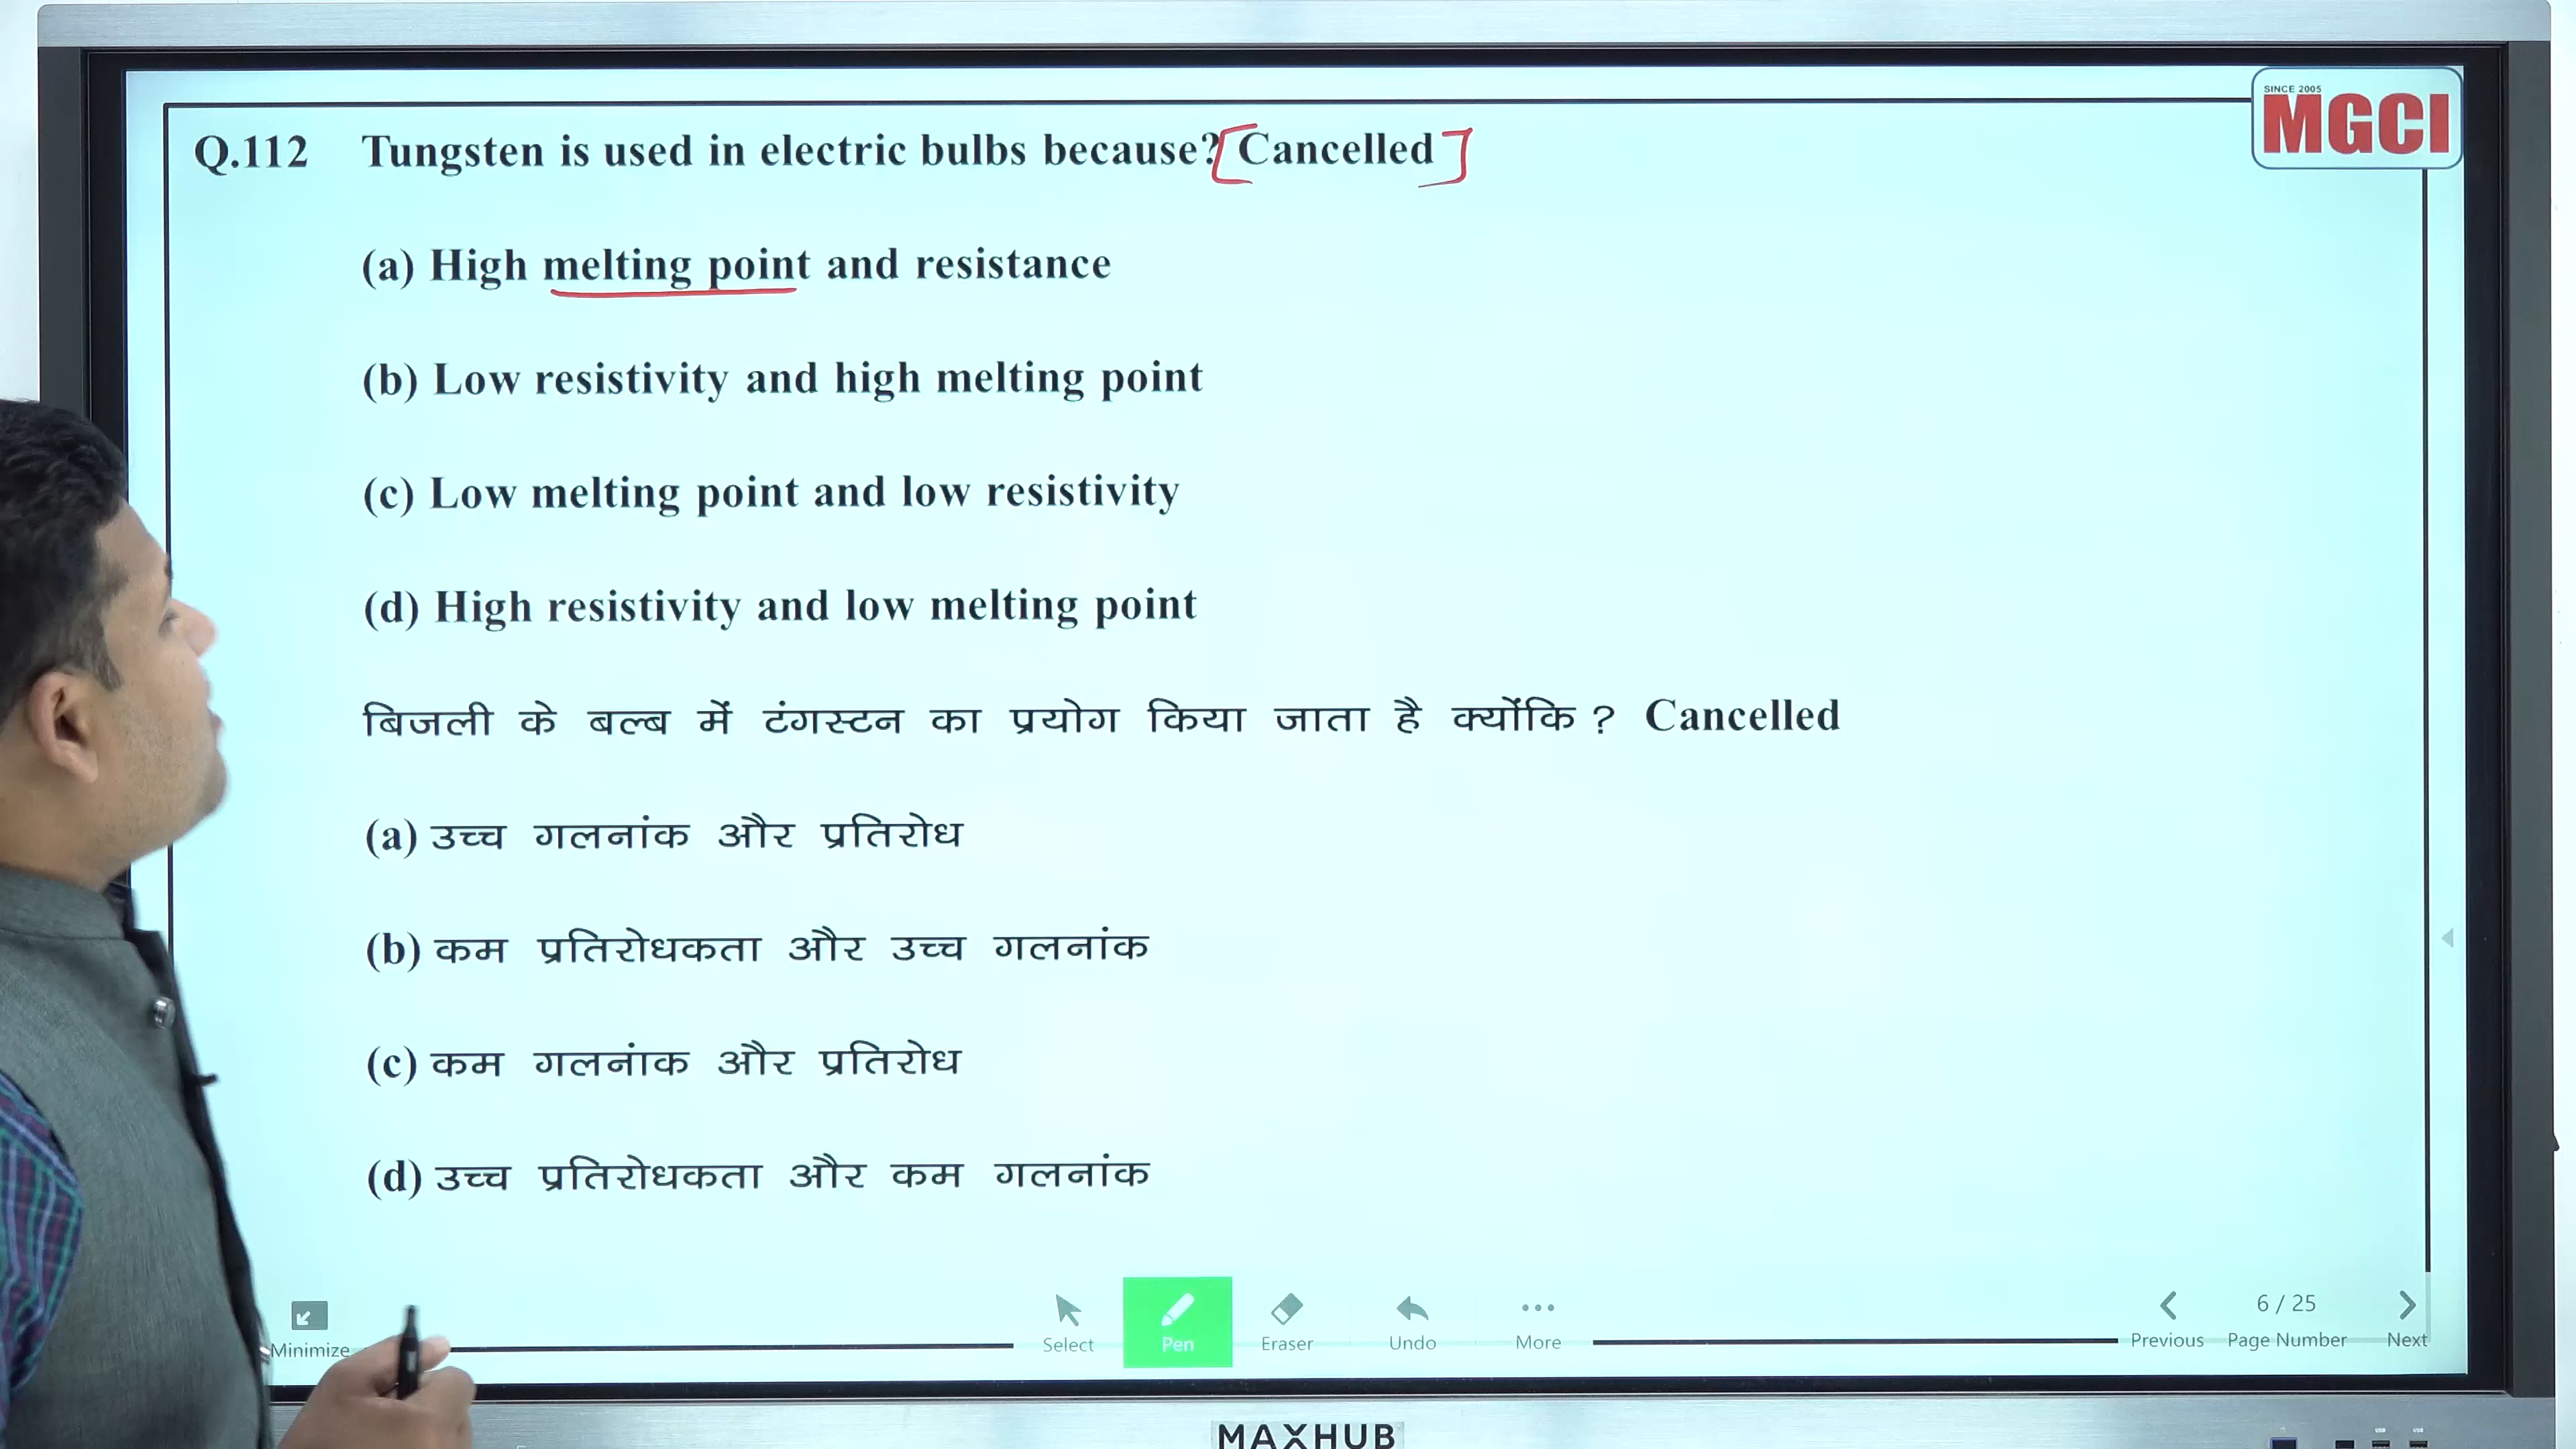 SINCE 2005
MGCI
Q.112 Tungsten is used in electric bulbs because? [Cancelled]
(a) High melting point and resistance
(b) Low resistivity and high melting point
(c) Low melting point and low resistivity
(d) High resistivity and low melting point
बिजली के बल्ब में टंगस्टन का प्रयोग किया जाता है क्योंकि ? Cancelled
(a) उच्च गलनांक और प्रतिरोध
(b) कम प्रतिरोधकता और उच्च गलनांक
(c) कम गलनांक और प्रतिरोध
(d) उच्च प्रतिरोधकता और कम गलनांक
Minimize Select Pen Eraser Undo More Previous 6 / 25 Page Number Next
MAXHUB